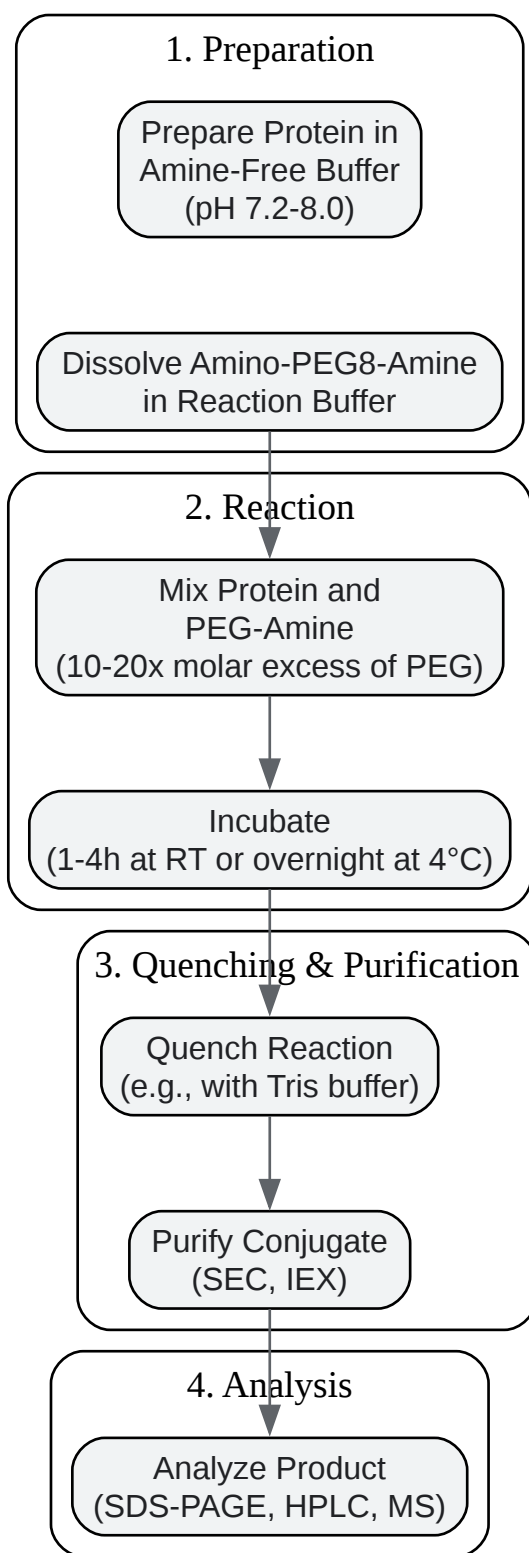 1. Preparation
Prepare Protein in
Amine-Free Buffer
(pH 7.2-8.0)
Dissolve Amino-PEG8-Amine
in Reaction Buffer
2. Reaction
Mix Protein and
PEG-Amine
(10-20x molar excess of PEG)
Incubate
(1-4h at RT or overnight at 4°C)
3. Quenching & Purification
Quench Reaction
(e.g., with Tris buffer)
Purify Conjugate
(SEC, IEX)
4. Analysis
Analyze Product
(SDS-PAGE, HPLC, MS)